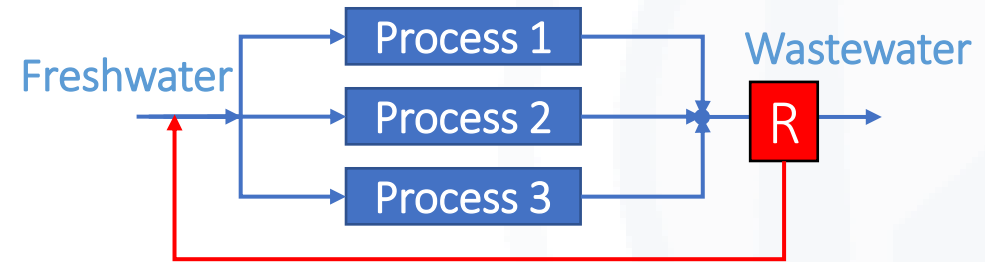 Process 1
Wastewater
Freshwater
Process 2
R
Process 3